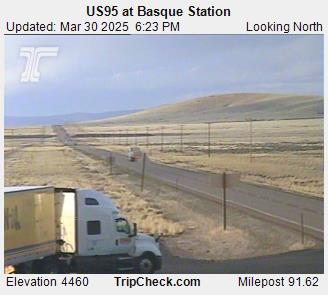 US95 at Basque Station
Updated: Mar 30 2025 6:23 PM Looking North
Elevation 4460 TripCheck.com Milepost 91.62